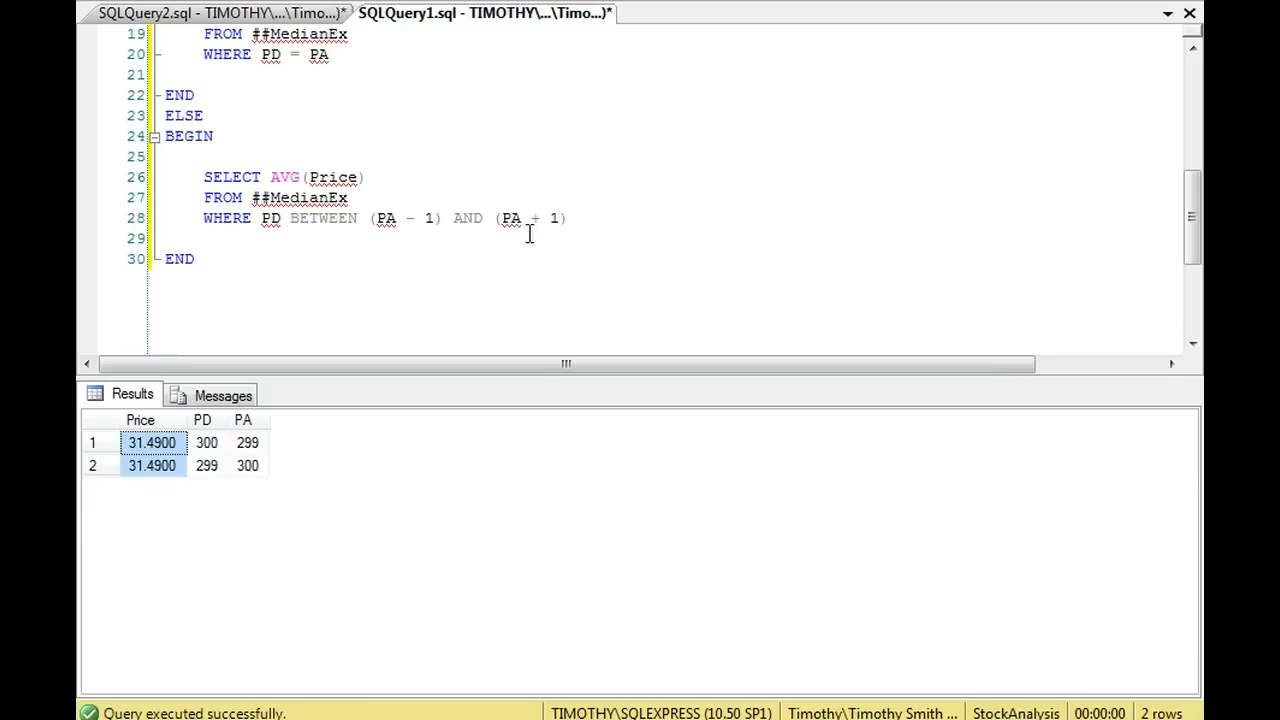 SQLQuery2.sql - TIMOTHY\...\Timo...)* SQLQuery1.sql - TIMOTHY\...\Timo...)*
19 FROM ##MedianEx
20 WHERE PD = PA
21
22 END
23 ELSE
24 BEGIN
25
26 SELECT AVG(Price)
27 FROM ##MedianEx
28 WHERE PD BETWEEN (PA - 1) AND (PA + 1)
29
30 END
Results Messages
Price PD PA
1 31.4900 300 299
2 31.4900 299 300
Query executed successfully. TIMOTHY\SQLEXPRESS (10.50 SP1) Timothy\Timothy Smith ... StockAnalysis 00:00:00 2 rows